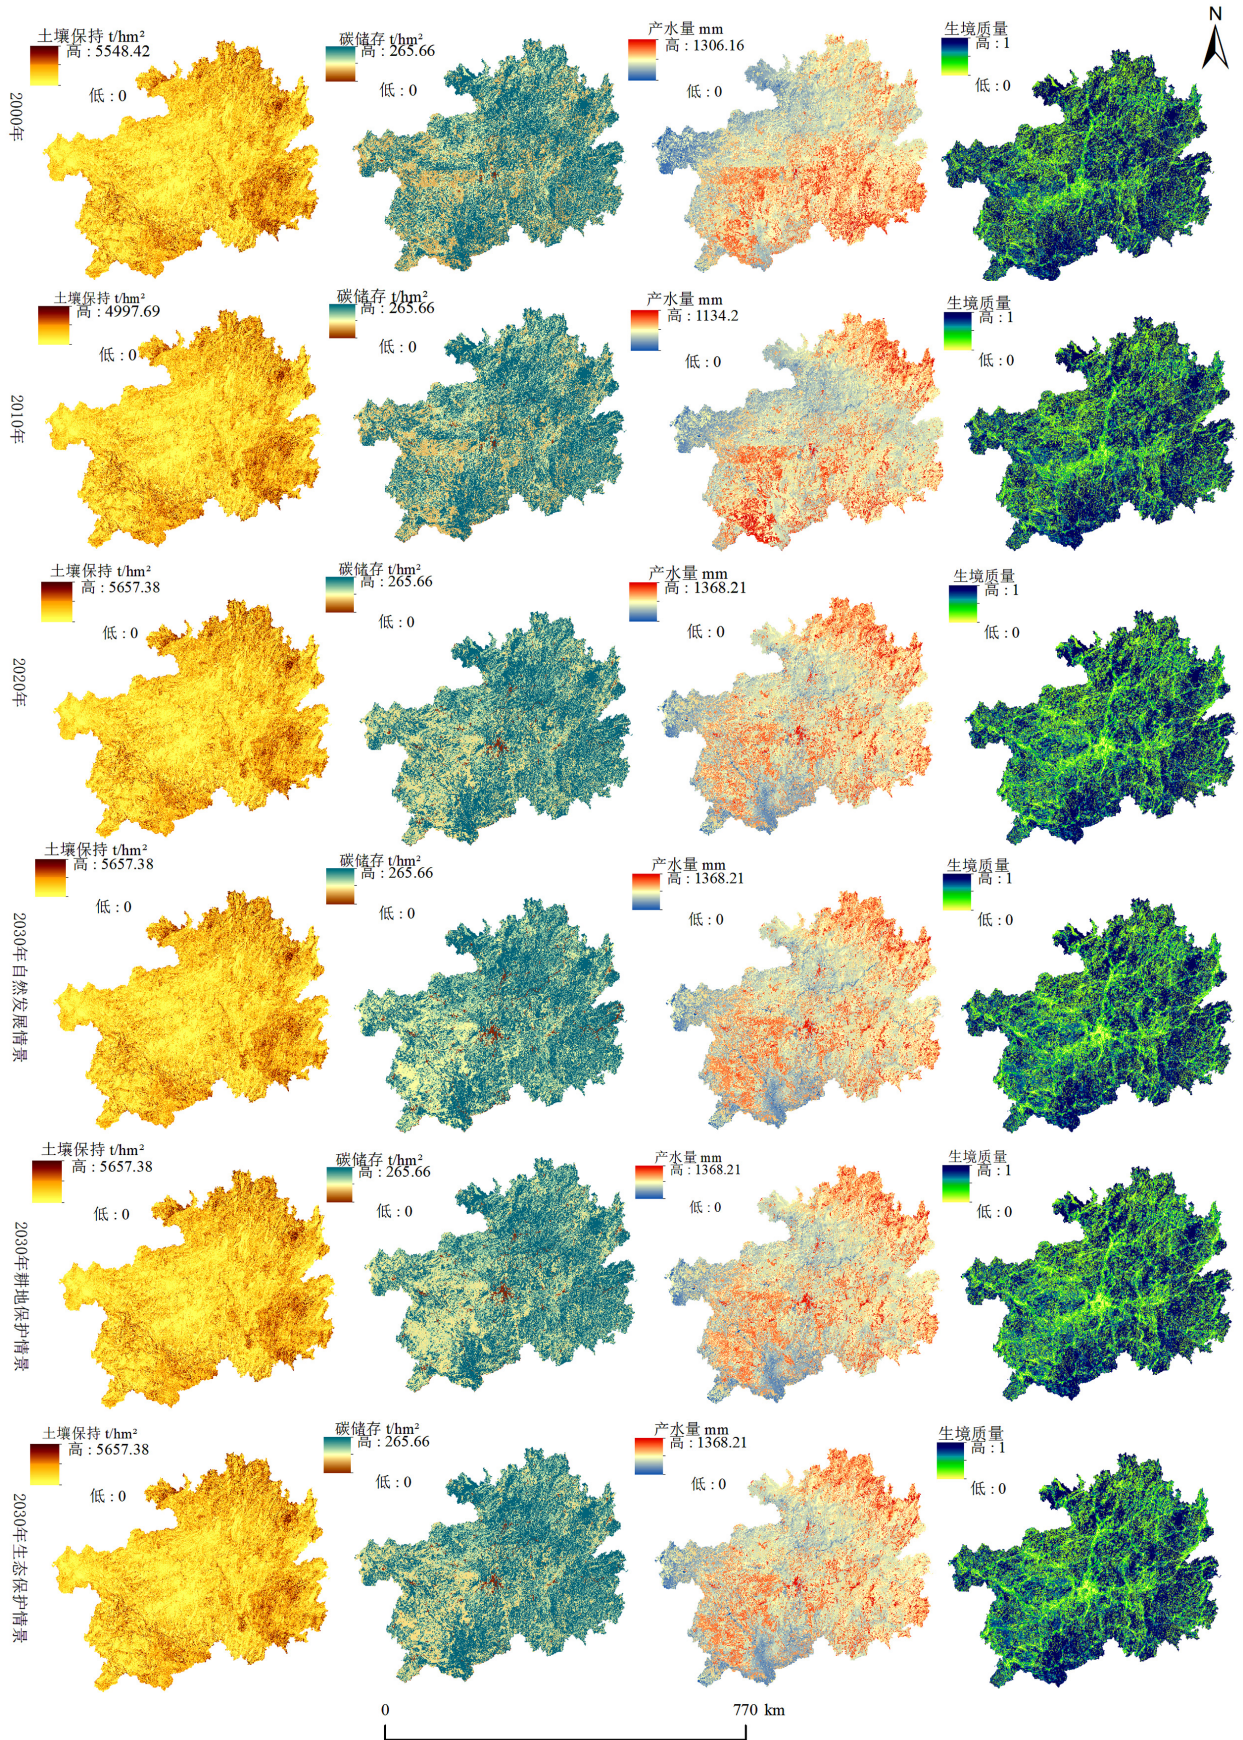 N
土壤保持 t/hm²
高 : 5548.42
低 : 0
碳储存 t/hm²
高 : 265.66
低 : 0
产水量 mm
高 : 1306.16
低 : 0
生境质量
高 : 1
低 : 0
2000年
土壤保持 t/hm²
高 : 4997.69
低 : 0
碳储存 t/hm²
高 : 265.66
低 : 0
产水量 mm
高 : 1134.2
低 : 0
生境质量
高 : 1
低 : 0
2010年
土壤保持 t/hm²
高 : 5657.38
低 : 0
碳储存 t/hm²
高 : 265.66
低 : 0
产水量 mm
高 : 1368.21
低 : 0
生境质量
高 : 1
低 : 0
2020年
土壤保持 t/hm²
高 : 5657.38
低 : 0
碳储存 t/hm²
高 : 265.66
低 : 0
产水量 mm
高 : 1368.21
低 : 0
生境质量
高 : 1
低 : 0
2030年自然发展情景
土壤保持 t/hm²
高 : 5657.38
低 : 0
碳储存 t/hm²
高 : 265.66
低 : 0
产水量 mm
高 : 1368.21
低 : 0
生境质量
高 : 1
低 : 0
2030年耕地保护情景
土壤保持 t/hm²
高 : 5657.38
低 : 0
碳储存 t/hm²
高 : 265.66
低 : 0
产水量 mm
高 : 1368.21
低 : 0
生境质量
高 : 1
低 : 0
2030年生态保护情景
0 770 km